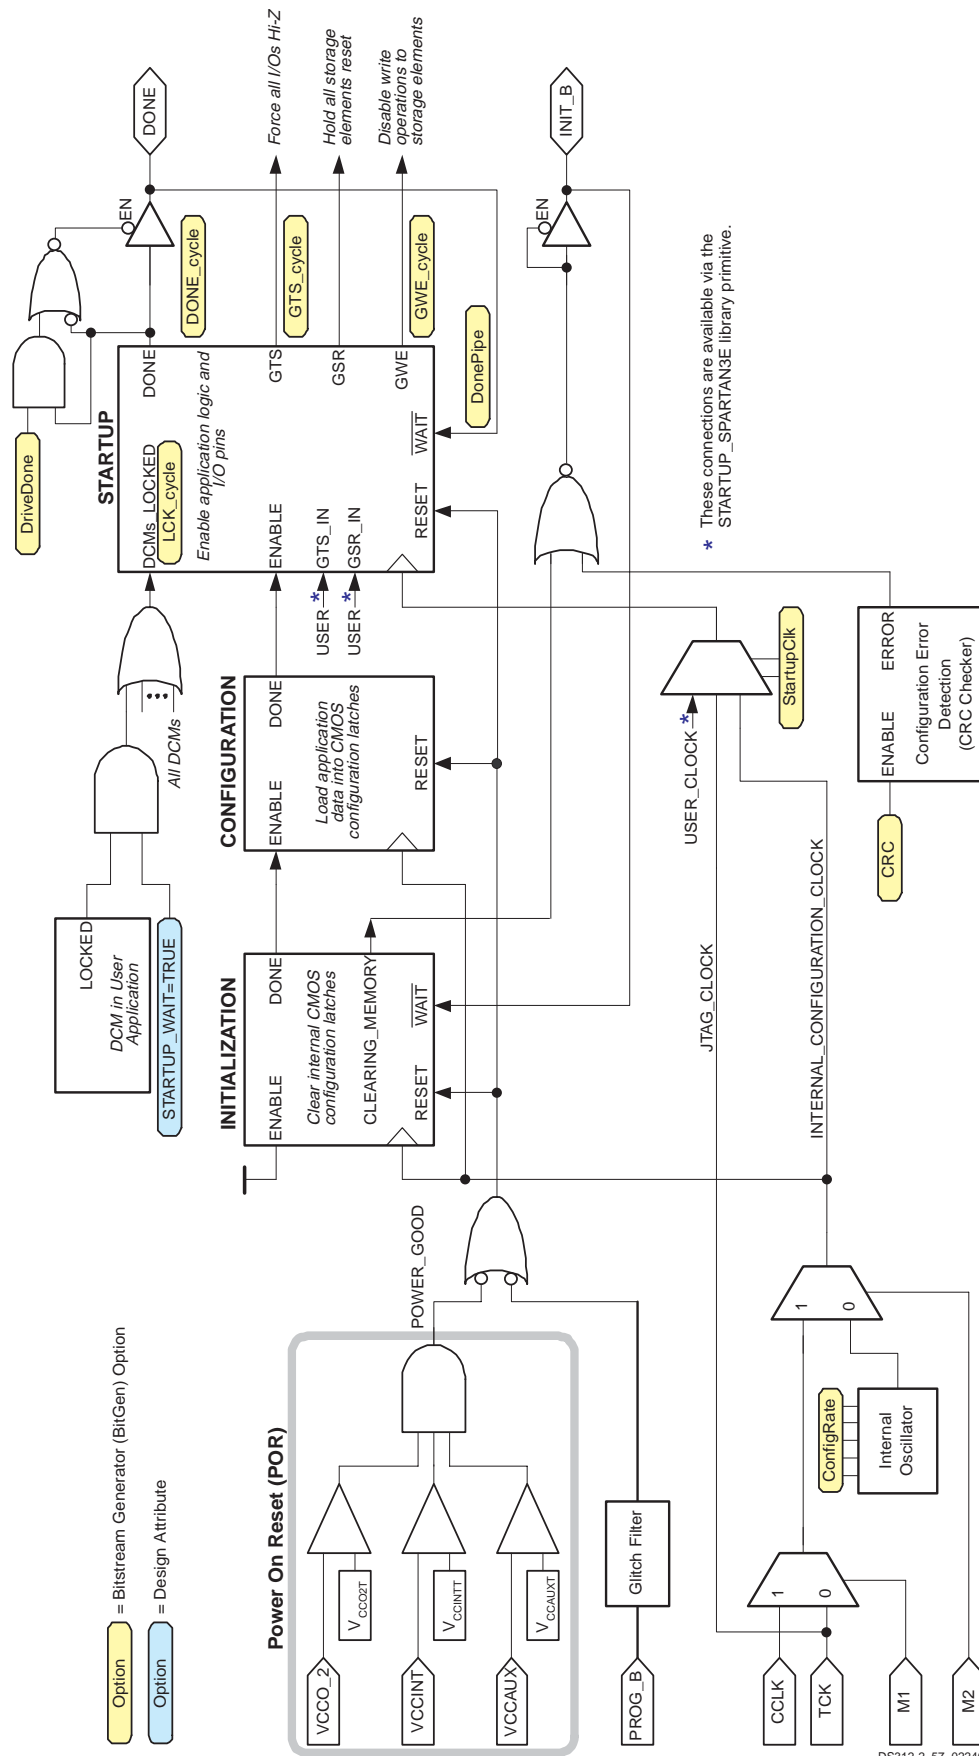 Option
= Bitstream Generator (BitGen) Option
Option
= Design Attribute
Power On Reset (POR)
VCCO_2
VCCINT
VCCAUX
V CCO2T
V CCINTT
V CCAUXT
POWER_GOOD
PROG_B
Glitch Filter
CCLK
TCK
M1
M2
1
0
ConfigRate
Internal
Oscillator
1
0
LOCKED
DCM in User
Application
STARTUP_WAIT=TRUE
All DCMs
INITIALIZATION
ENABLE
DONE
Clear internal CMOS
configuration latches
CLEARING_MEMORY
RESET
WAIT
CONFIGURATION
ENABLE
DONE
Load application
data into CMOS
configuration latches
RESET
STARTUP
DCMs_LOCKED
LCK_cycle
DONE
Enable application logic and
I/O pins
ENABLE
GTS
USER
*
GTS_IN
USER
*
GSR_IN
GSR
GWE
RESET
WAIT
DriveDone
EN
DONE
DONE_cycle
GTS_cycle
GWE_cycle
DonePipe
Force all I/Os Hi-Z
Hold all storage
elements reset
Disable write
operations to
storage elements
EN
INIT_B
* These connections are available via the
STARTUP_SPARTAN3E library primitive.
USER_CLOCK
*
JTAG_CLOCK
INTERNAL_CONFIGURATION_CLOCK
StartupClk
CRC
ENABLE
ERROR
Configuration Error
Detection
(CRC Checker)